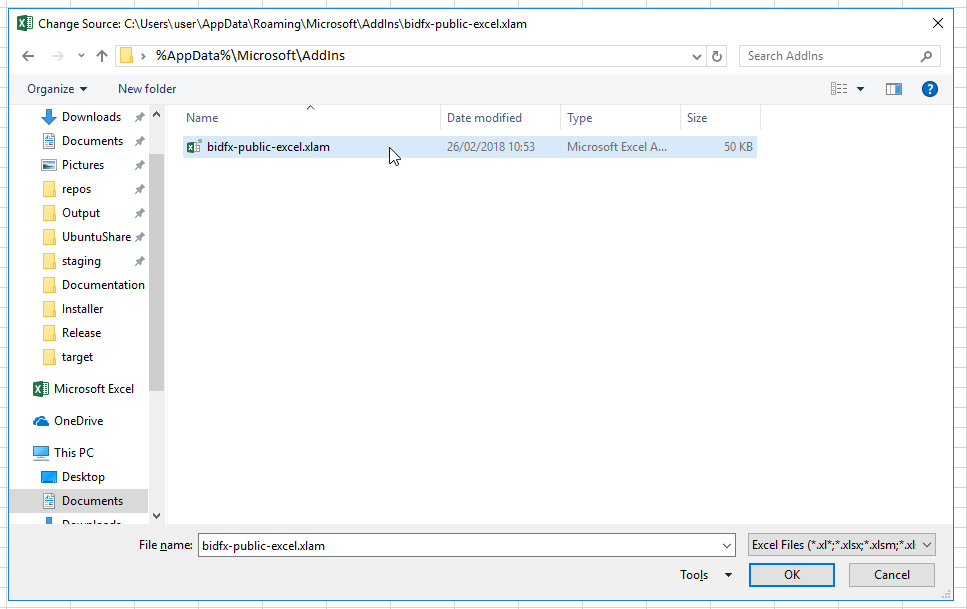 Change Source: C:\Users\user\AppData\Roaming\Microsoft\AddIns\bidfx-public-excel.xlam
%AppData%\Microsoft\AddIns
Search AddIns
Organize New folder
Name Date modified Type Size
bidfx-public-excel.xlam 26/02/2018 10:53 Microsoft Excel A... 50 KB
Downloads
Documents
Pictures
repos
Output
UbuntuShare
staging
Documentation
Installer
Release
target
Microsoft Excel
OneDrive
This PC
Desktop
Documents
Downloads
File name: bidfx-public-excel.xlam Excel Files (*.xl*;*.xlsx;*.xlsm;*.xl
Tools OK Cancel